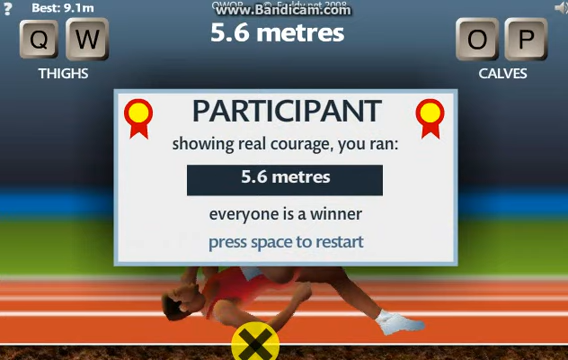 ? Best: 9.1m
www.Bandicam.com
5.6 metres
Q W
THIGHS
O P
CALVES
PARTICIPANT
showing real courage, you ran:
5.6 metres
everyone is a winner
press space to restart